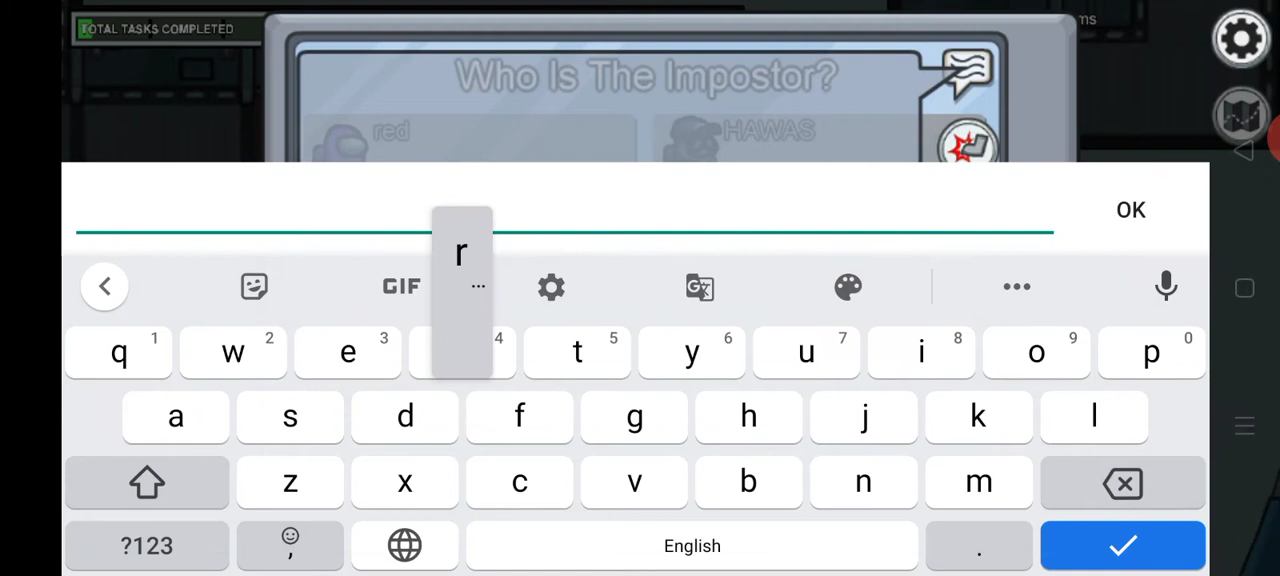 TOTAL TASKS COMPLETED
ms
Who Is The Impostor?
red
HAWAS
OK
r
...
GIF
q 1 w 2 e 3 4 t 5 y 6 u 7 i 8 o 9 p 0
a s d f g h j k l
z x c v b n m
?123 , English .